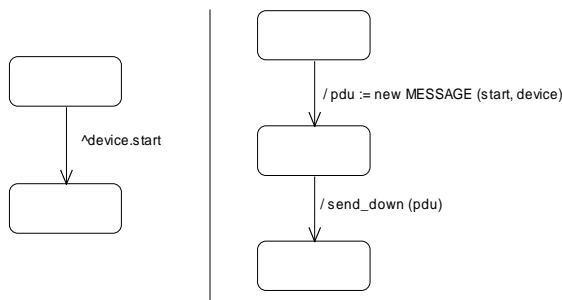 ^device.start
/ pdu := new MESSAGE (start, device)
/ send_down (pdu)